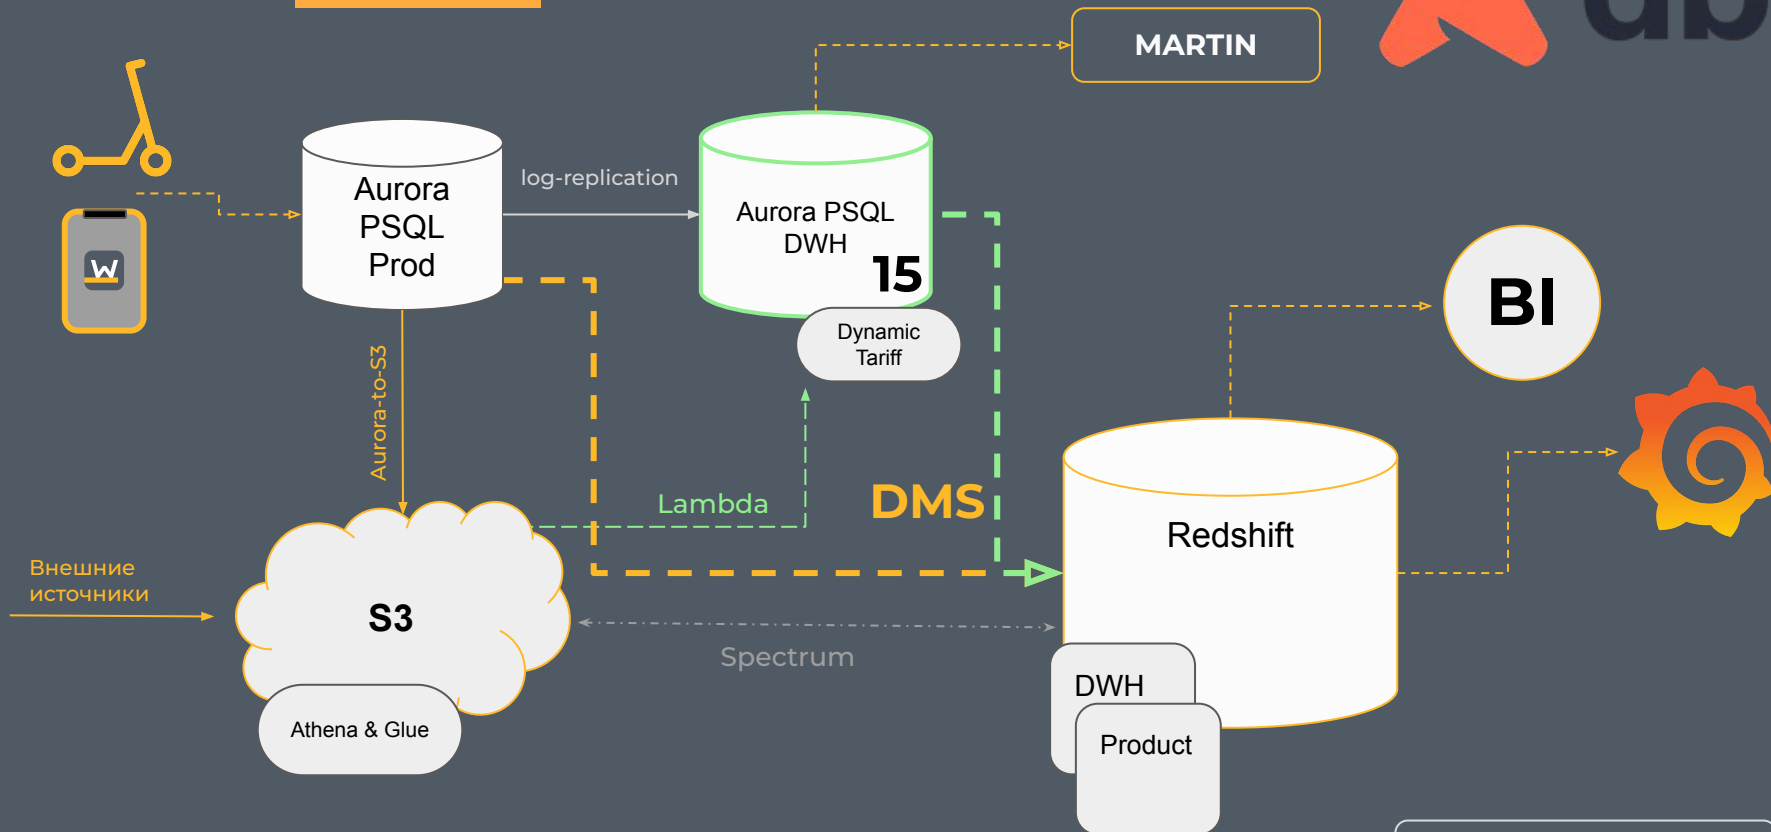 MARTIN
db
Aurora
PSQL
Prod
log-replication
Aurora PSQL
DWH
15
Dynamic
Tariff
W
BI
Aurora-to-S3
Lambda
DMS
Redshift
Внешние
источники
S3
Spectrum
Athena & Glue
DWH
Product